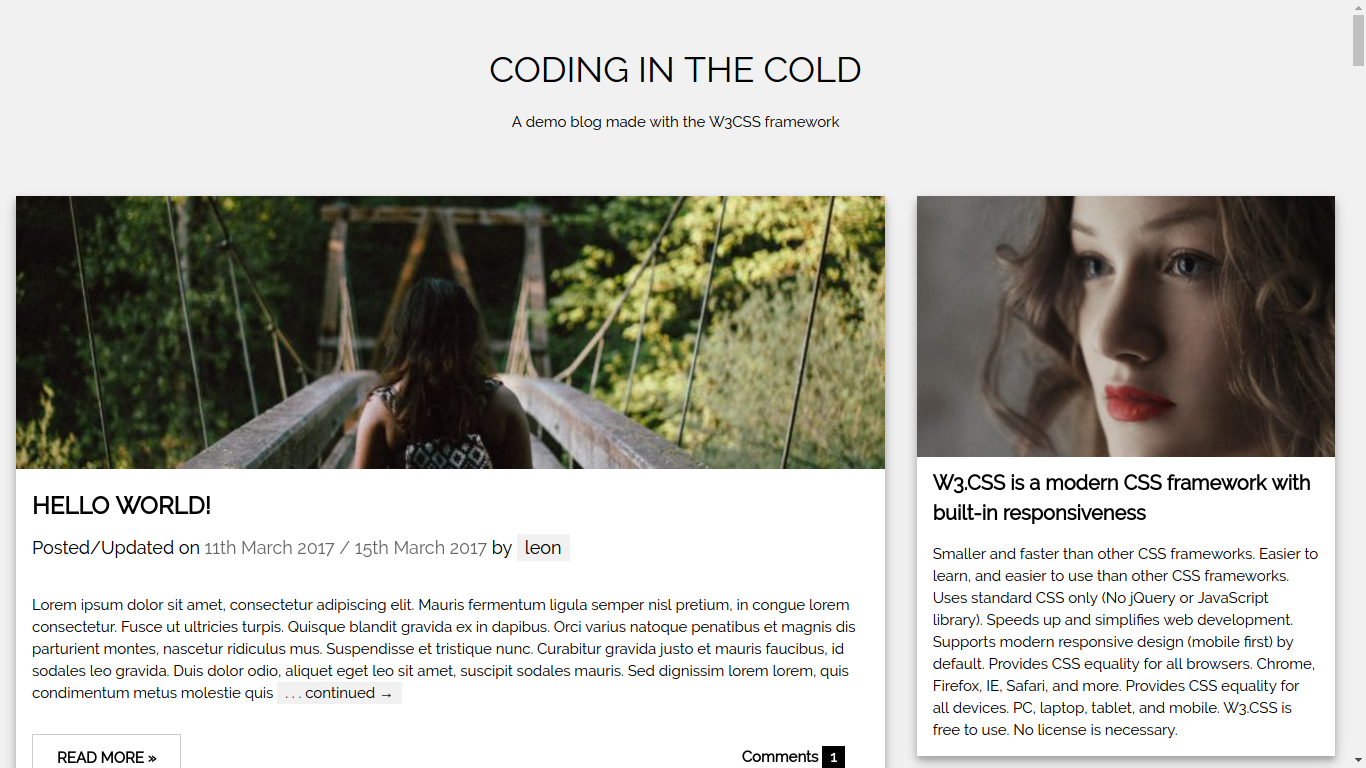 CODING IN THE COLD
A demo blog made with the W3CSS framework
HELLO WORLD!
Posted/Updated on 11th March 2017 / 15th March 2017 by leon
Lorem ipsum dolor sit amet, consectetur adipiscing elit. Mauris fermentum ligula semper nisl pretium, in congue lorem
consectetur. Fusce ut ultricies turpis. Quisque blandit gravida ex in dapibus. Orci varius natoque penatibus et magnis dis
parturient montes, nascetur ridiculus mus. Suspendisse et tristique nunc. Curabitur gravida justo et mauris faucibus, id
sodales leo gravida. Duis dolor odio, aliquet eget leo sit amet, suscipit sodales mauris. Sed dignissim lorem lorem, quis
condimentum metus molestie quis . . . continued →
READ MORE »
Comments 1
W3.CSS is a modern CSS framework with
built-in responsiveness
Smaller and faster than other CSS frameworks. Easier to
learn, and easier to use than other CSS frameworks.
Uses standard CSS only (No jQuery or JavaScript
library). Speeds up and simplifies web development.
Supports modern responsive design (mobile first) by
default. Provides CSS equality for all browsers. Chrome,
Firefox, IE, Safari, and more. Provides CSS equality for
all devices. PC, laptop, tablet, and mobile. W3.CSS is
free to use. No license is necessary.